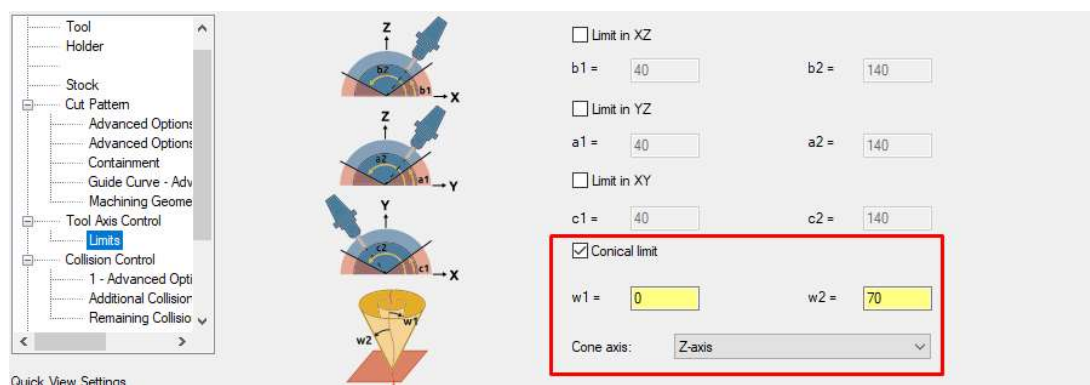 Tool
Holder
Stock
Cut Pattern
Advanced Options
Advanced Options
Containment
Guide Curve - Adv
Machining Geome
Tool Axis Control
Limits
Collision Control
1 - Advanced Opti
Additional Collision
Remaining Collisio
Quick View Settings
Z
b2
b1
X
Z
a2
a1
Y
Y
c2
c1
X
w1
w2
Limit in XZ
b1 = 40 b2 = 140
Limit in YZ
a1 = 40 a2 = 140
Limit in XY
c1 = 40 c2 = 140
Conical limit
w1 = 0 w2 = 70
Cone axis: Z-axis